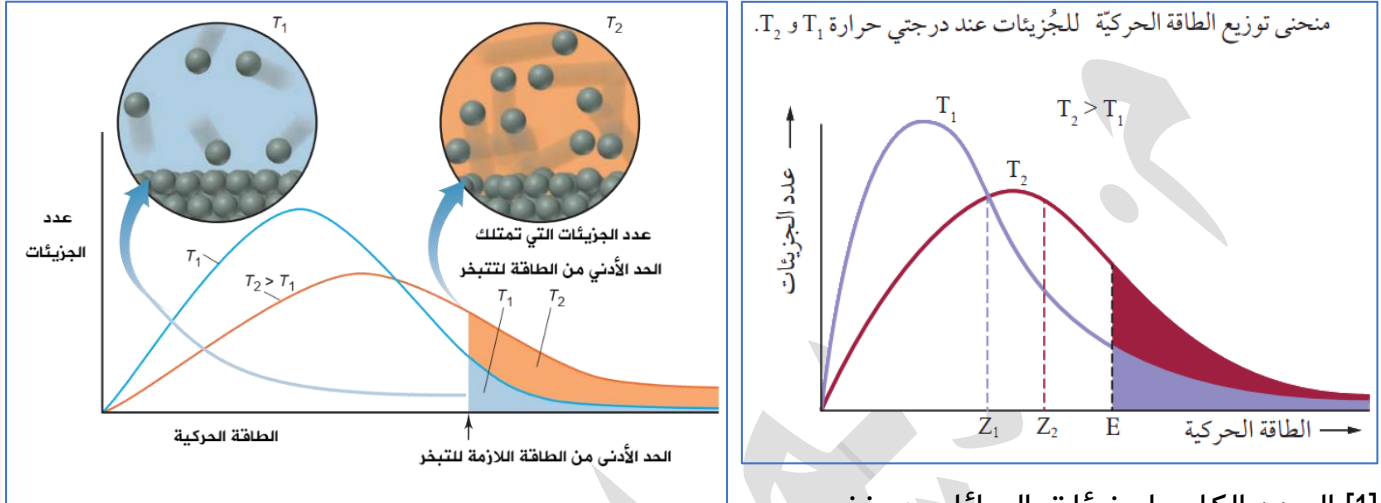 منحنى توزيع الطاقة الحركيّة للجُزيئات عند درجتي حرارة T₁ و T₂.
T₂ > T₁
T₁
T₂
عدد الجزيئات
Z₁
Z₂
E
الطاقة الحركية
T₁
T₂
عدد
الجزيئات
T₁
T₂ > T₁
عدد الجزيئات التي تمتلك
الحد الأدني من الطاقة لتتبخر
T₁
T₂
الطاقة الحركية
الحد الأدنى من الطاقة اللازمة للتبخر